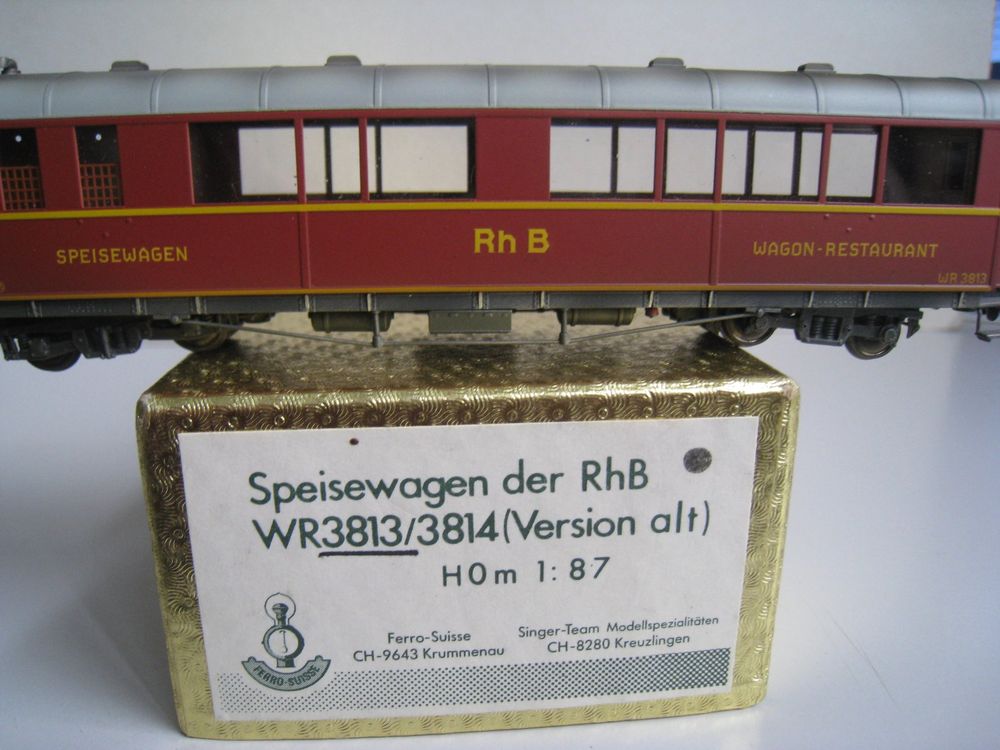 SPEISEWAGEN
Rh B
WAGON-RESTAURANT
WR 3813
Speisewagen der RhB
WR3813/3814(Version alt)
H0m 1:87
Ferro-Suisse
CH-9643 Krummenau
Singer-Team Modellspezialitäten
CH-8280 Kreuzlingen
FERRO-SUISSE